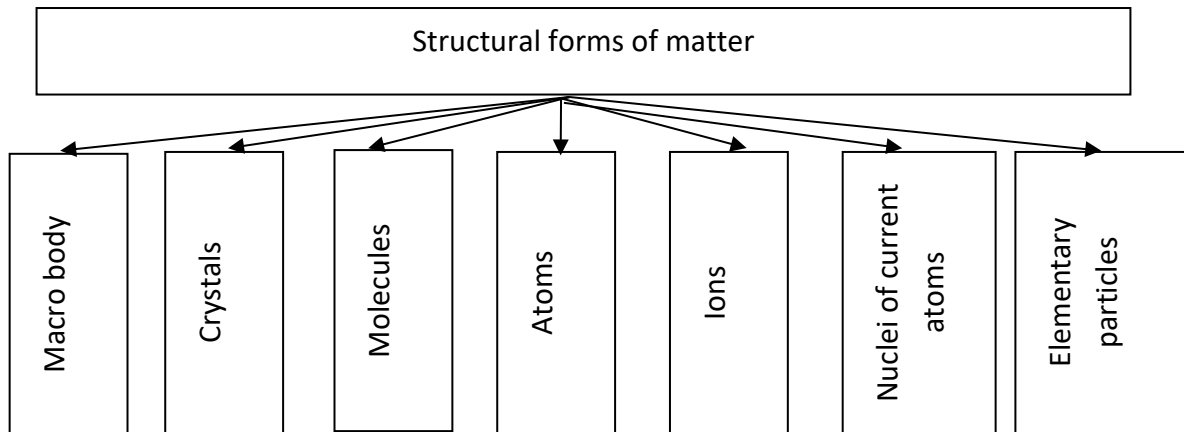 Structural forms of matter
Macro body
Crystals
Molecules
Atoms
Ions
Nuclei of current
atoms
Elementary
particles